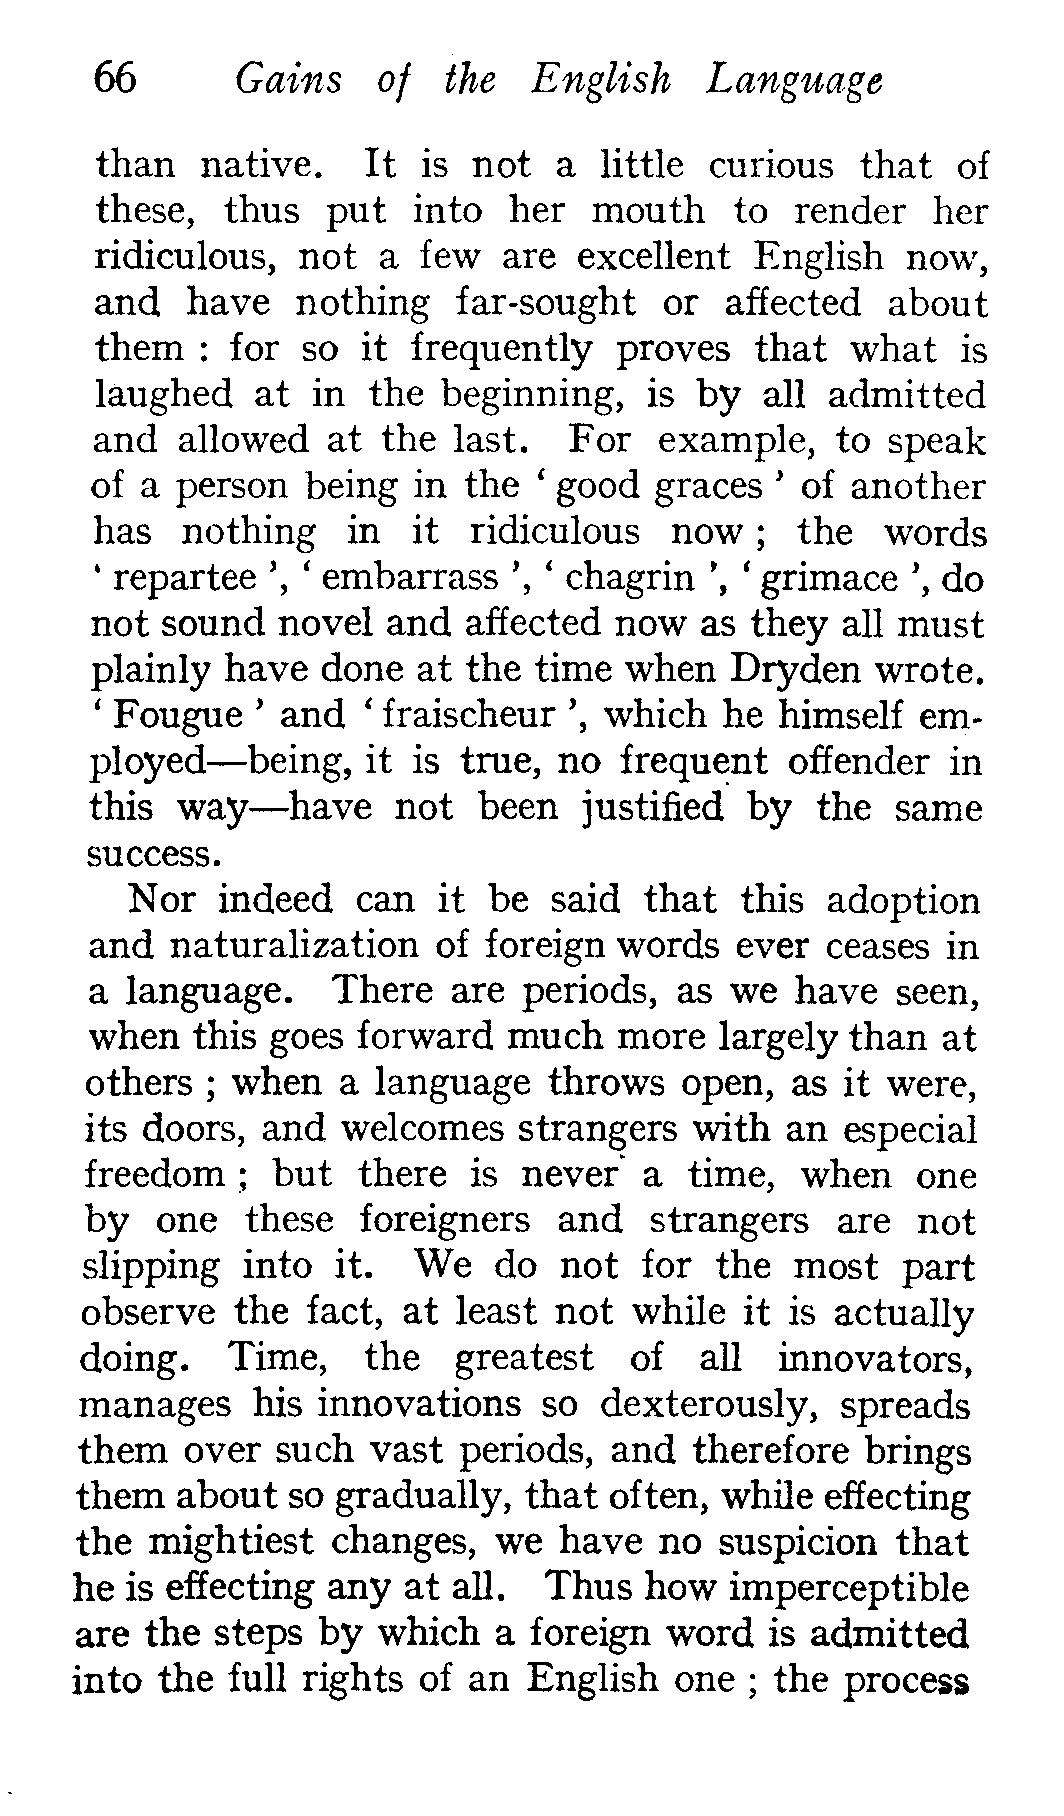 66 Gains of the English Language
than native. It is not a little curious that of
these, thus put into her mouth to render her
ridiculous, not a few are excellent English now,
and have nothing far-sought or affected about
them : for so it frequently proves that what is
laughed at in the beginning, is by all admitted
and allowed at the last. For example, to speak
of a person being in the ‘ good graces ’ of another
has nothing in it ridiculous now ; the words
‘ repartee ’, ‘ embarrass ’, ‘ chagrin ’, ‘ grimace ’, do
not sound novel and affected now as they all must
plainly have done at the time when Dryden wrote.
‘ Fougue ’ and ‘ fraischeur ’, which he himself em-
ployed—being, it is true, no frequent offender in
this way—have not been justified by the same
success.
Nor indeed can it be said that this adoption
and naturalization of foreign words ever ceases in
a language. There are periods, as we have seen,
when this goes forward much more largely than at
others ; when a language throws open, as it were,
its doors, and welcomes strangers with an especial
freedom ; but there is never a time, when one
by one these foreigners and strangers are not
slipping into it. We do not for the most part
observe the fact, at least not while it is actually
doing. Time, the greatest of all innovators,
manages his innovations so dexterously, spreads
them over such vast periods, and therefore brings
them about so gradually, that often, while effecting
the mightiest changes, we have no suspicion that
he is effecting any at all. Thus how imperceptible
are the steps by which a foreign word is admitted
into the full rights of an English one ; the process